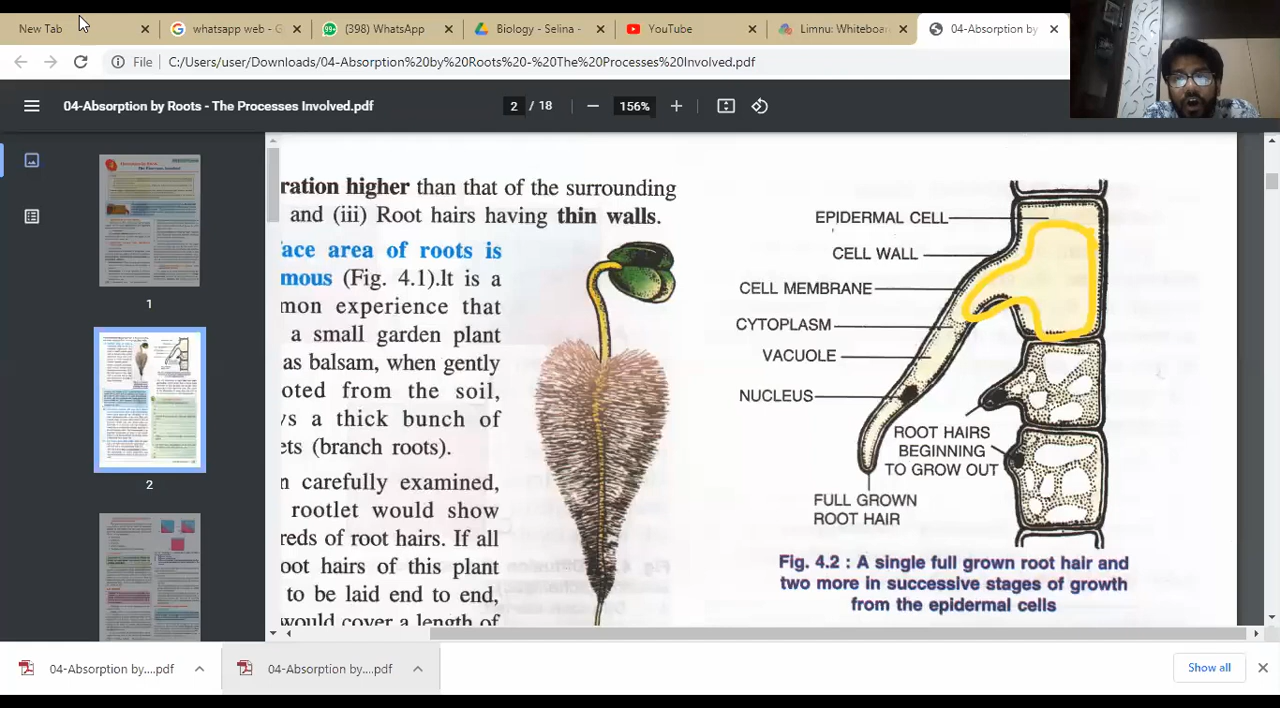 New Tab
whatsapp web - G
99+
(398) WhatsApp
Biology - Selina -
YouTube
Limnu: Whiteboar
04-Absorption by
File
C:/Users/user/Downloads/04-Absorption%20by%20Roots%20-%20The%20Processes%20Involved.pdf
04-Absorption by Roots - The Processes Involved.pdf
2 / 18
156%
1
2
ration higher than that of the surrounding
and (iii) Root hairs having thin walls.
ace area of roots is
mous (Fig. 4.1).It is a
mon experience that
a small garden plant
as balsam, when gently
oted from the soil,
s a thick bunch of
ets (branch roots).
n carefully examined,
rootlet would show
reds of root hairs. If all
oot hairs of this plant
to be laid end to end,
would cover a length of
EPIDERMAL CELL
CELL WALL
CELL MEMBRANE
CYTOPLASM
VACUOLE
NUCLEUS
ROOT HAIRS
BEGINNING
TO GROW OUT
FULL GROWN
ROOT HAIR
Fig. 4.2 : A single full grown root hair and
two more in successive stages of growth
from the epidermal cells
04-Absorption by....pdf
04-Absorption by....pdf
Show all